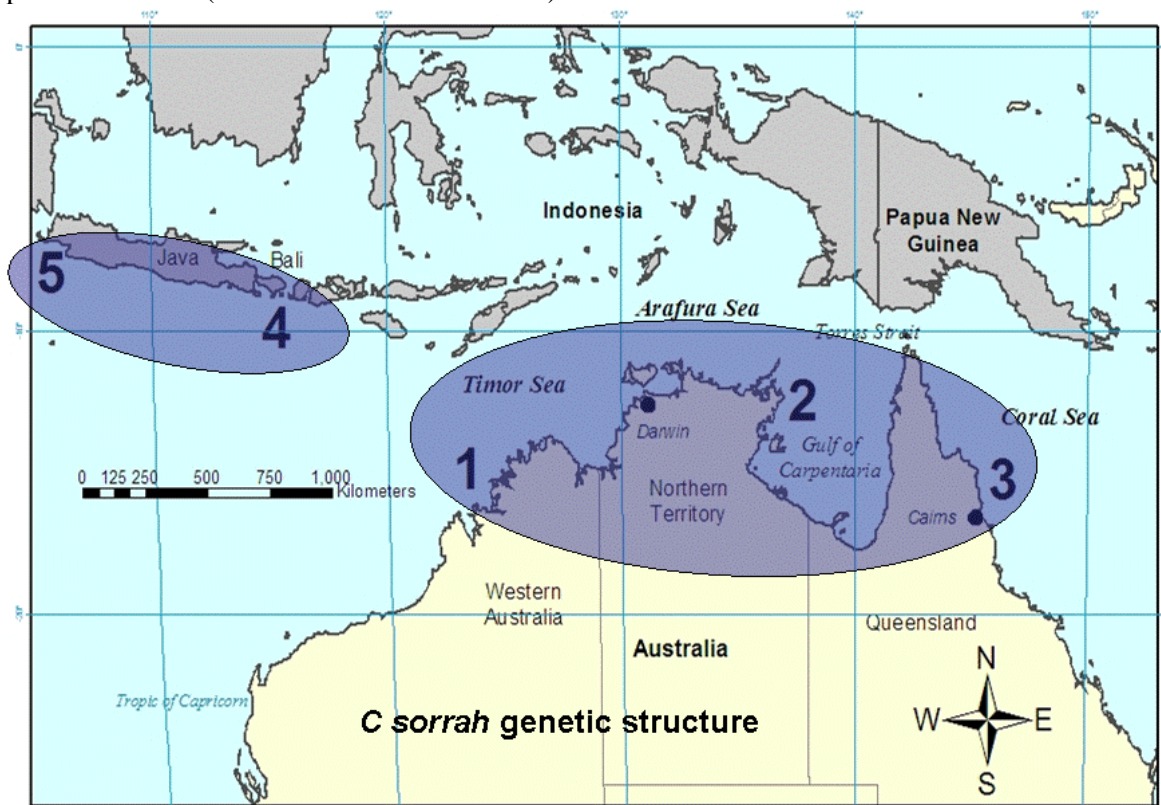 110°
120°
130°
140°
150°
0°
Indonesia
Papua New
Guinea
Java
Bali
5
4
Arafura Sea
Torres Strait
Timor Sea
2
Coral Sea
Darwin
Gulf of
Carpentaria
1
3
0 125 250 500 750 1,000
Kilometers
Northern
Territory
Cairns
Western
Australia
Queensland
Australia
Tropic of Capricorn
C sorrah genetic structure
N
W
E
S